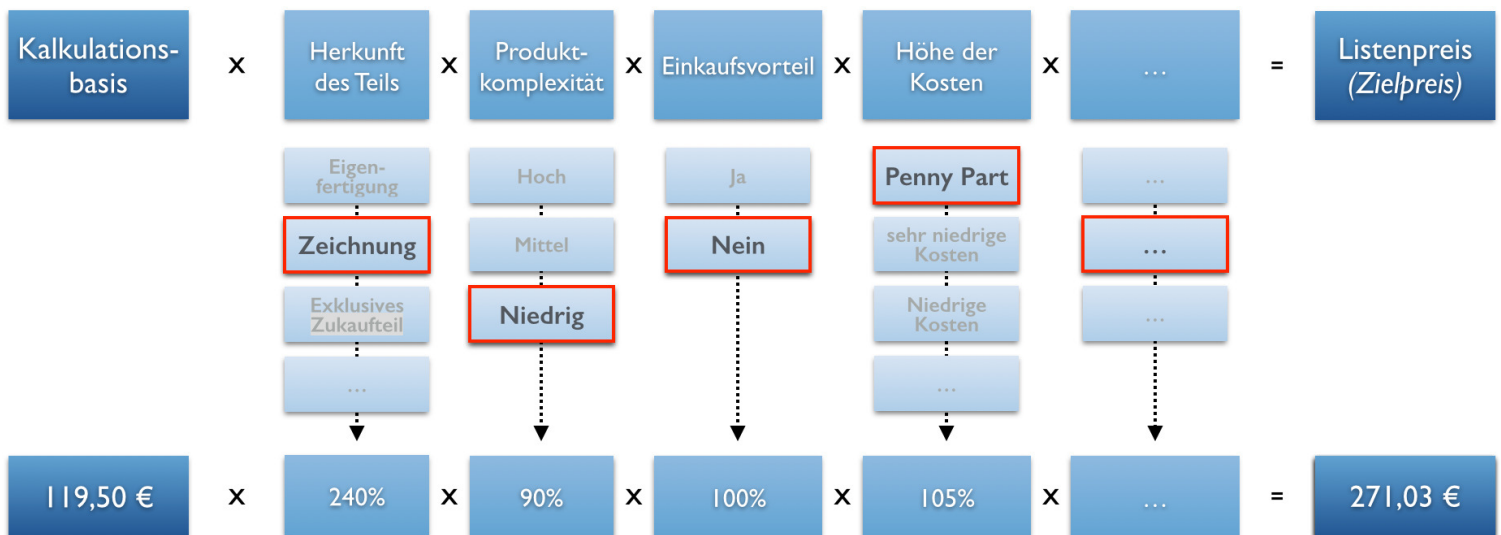 Kalkulations-
basis
x
Herkunft
des Teils
x
Produkt-
komplexität
x
Einkaufsvorteil
x
Höhe der
Kosten
x
...
=
Listenpreis
(Zielpreis)
Eigen-
fertigung
Hoch
Ja
Penny Part
...
Zeichnung
Mittel
Nein
sehr niedrige
Kosten
...
Exklusives
Zukaufteil
Niedrig
Niedrige
Kosten
...
...
...
119,50 €
x
240%
x
90%
x
100%
x
105%
x
...
=
271,03 €